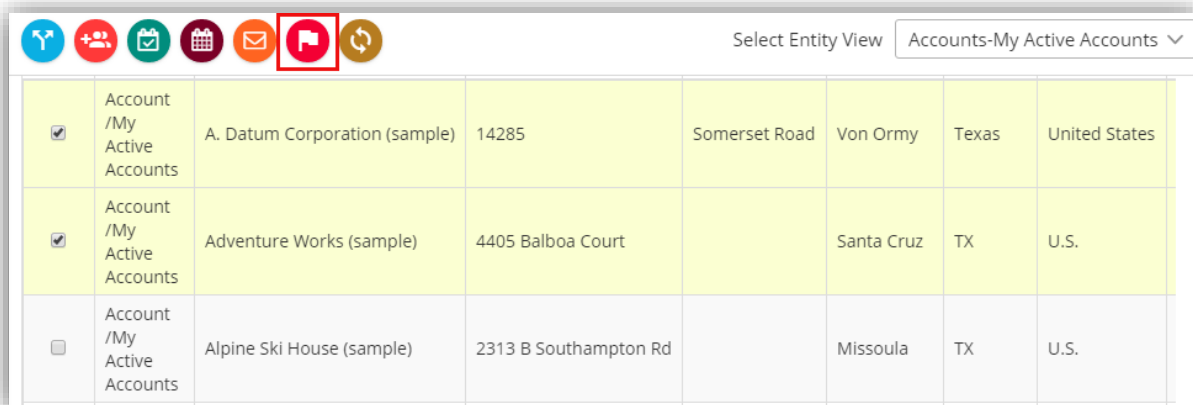 Select Entity View Accounts-My Active Accounts
Account
/My
Active
Accounts
A. Datum Corporation (sample) 14285 Somerset Road Von Ormy Texas United States
Account
/My
Active
Accounts
Adventure Works (sample) 4405 Balboa Court Santa Cruz TX U.S.
Account
/My
Active
Accounts
Alpine Ski House (sample) 2313 B Southampton Rd Missoula TX U.S.